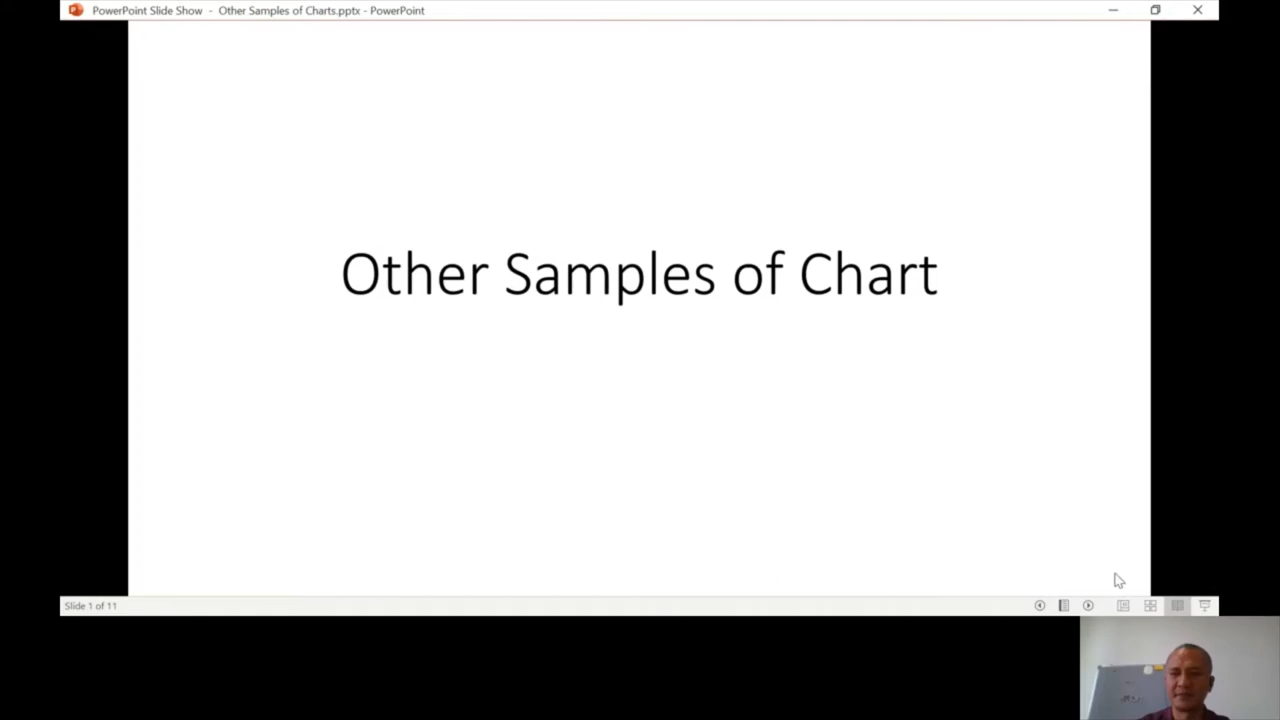 PowerPoint Slide Show - Other Samples of Charts.pptx - PowerPoint
Other Samples of Chart
Slide 1 of 11